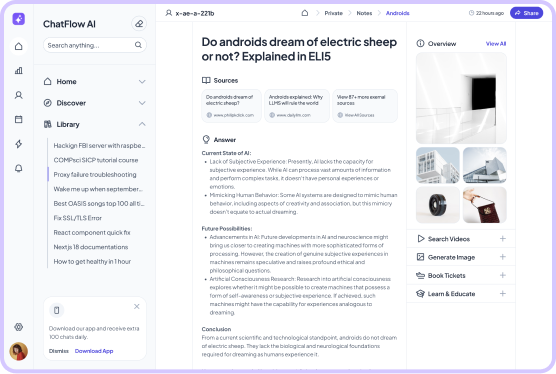 ChatFlow AI
Search anything...
Home
Discover
Library
Hackign FBI server with raspbe...
COMPsci SICP tutorial course
Proxy failure troubleshooting
Wake me up when september...
Best OASIS songs top 100 all ti...
Fix SSL/TLS Error
React component quick fix
Nextjs 18 documentations
How to get healthy in 1 hour
Download our app and receive extra
100 chats daily.
Dismiss Download App
x-ae-a-221b
Private
Notes
Androids
22 hours ago
Share
Do androids dream of electric sheep
or not? Explained in ELI5
Sources
Do androids dream of
electric sheep?
Androids explained: Why
LLMS will rule the world
www.dailyllm.com
View 87+ more exernal
sources
View All Sources
Answer
Current State of AI:
• Lack of Subjective Experience: Presently, AI lacks the capacity for
subjective experience. While AI can process vast amounts of information
and perform complex tasks, it doesn't have personal experiences or
emotions.
• Mimicking Human Behavior: Some AI systems are designed to mimic human
behavior, including aspects of creativity and association, but this mimicry
doesn't equate to actual dreaming.
Future Possibilities:
• Advancements in AI: Future developments in AI and neuroscience might
bring us closer to creating machines with more sophisticated forms of
processing. However, the creation of genuine subjective experiences in
machines remains speculative and raises profound ethical and
philosophical questions.
• Artificial Consciousness Research: Research into artificial consciousness
explores whether it might be possible to create machines that possess a
form of self-awareness or subjective experience. If achieved, such
machines might have the capability for experiences analogous to
dreaming.
Conclusion
From a current scientific and technological standpoint, androids do not dream
of electric sheep. They lack the biological and neurological foundations
required for dreaming as humans experience it.
Overview
View All
Search Videos
Generate Image
Book Tickets
Learn & Educate